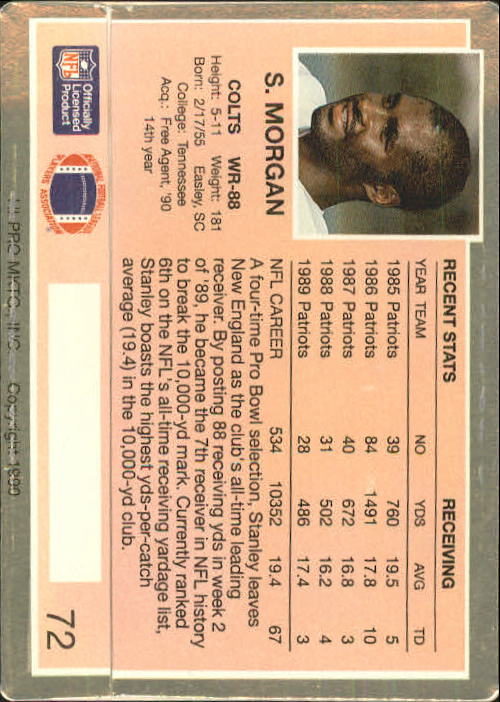 S. MORGAN
COLTS WR-88
Height: 5-11 Weight: 181
Born: 2/17/55 Easley, SC
College: Tennessee
Acq.: Free Agent, '90
14th year
Officially
Licensed
Product
NFL
RECENT STATS RECEIVING
YEAR TEAM NO YDS AVG TD
1985 Patriots 39 760 19.5 5
1986 Patriots 84 1491 17.8 10
1987 Patriots 40 672 16.8 3
1988 Patriots 31 502 16.2 4
1989 Patriots 28 486 17.4 3
NFL CAREER 534 10352 19.4 67
A four-time Pro Bowl selection, Stanley leaves
New England as the club's all-time leading
receiver. By posting 88 receiving yds in week 2
of '89, he became the 7th receiver in NFL history
to break the 10,000-yd mark. Currently ranked
6th on the NFL's all-time receiving yardage list,
Stanley boasts the highest yds-per-catch
average (19.4) in the 10,000-yd club.
FOOTBALL LEAGUE
PLAYERS ASSOCIATION
PRO MKTG., INC. Copyright 1990
72